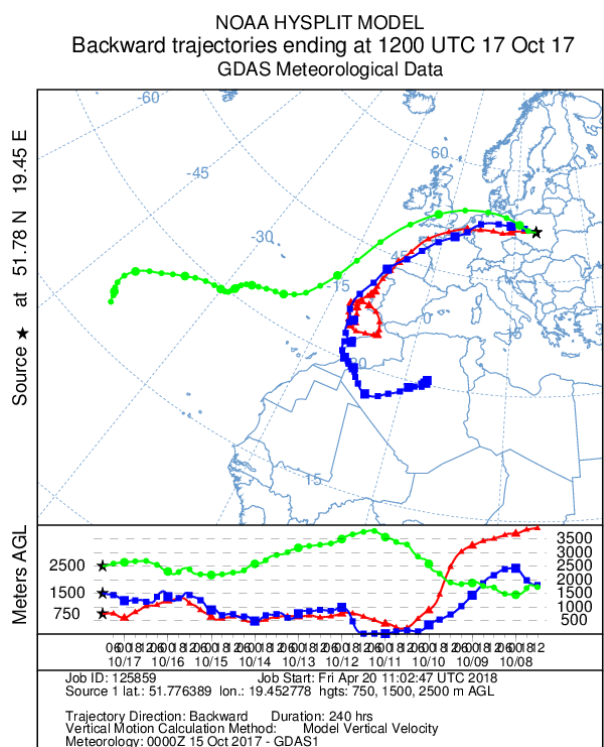 NOAA HYSPLIT MODEL
Backward trajectories ending at 1200 UTC 17 Oct 17
GDAS Meteorological Data
Source ★ at 51.78 N 19.45 E
-60
-45
-30
-15
60
45
0
30
15
Meters AGL
2500
1500
750
3500
3000
2500
2000
1500
1000
500
10/17 10/16 10/15 10/14 10/13 10/12 10/11 10/10 10/09 10/08
Job ID: 125859 Job Start: Fri Apr 20 11:02:47 UTC 2018
Source 1 lat.: 51.776389 lon.: 19.452778 hgts: 750, 1500, 2500 m AGL
Trajectory Direction: Backward Duration: 240 hrs
Vertical Motion Calculation Method: Model Vertical Velocity
Meteorology: 0000Z 15 Oct 2017 - GDAS1